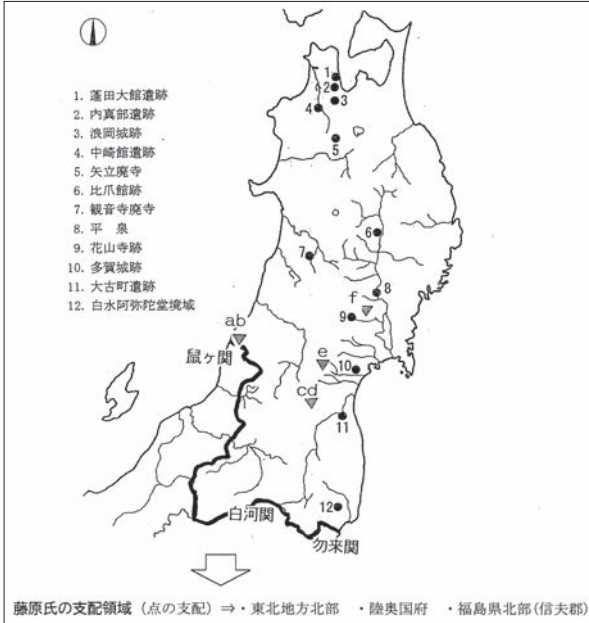 1. 蓬田大館遺跡
2. 内真部遺跡
3. 浪岡城跡
4. 中崎館遺跡
5. 矢立廃寺
6. 比爪館跡
7. 観音寺廃寺
8. 平 泉
9. 花山寺跡
10. 多賀城跡
11. 大古町遺跡
12. 白水阿弥陀堂境域
1
2
3
4
5
6
7
8
f
9
ab
鼠ヶ関
e
10
cd
11
12
白河関
勿来関
藤原氏の支配領域 (点の支配) ⇒ ・東北地方北部 ・陸奥国府 ・福島県北部(信夫郡)